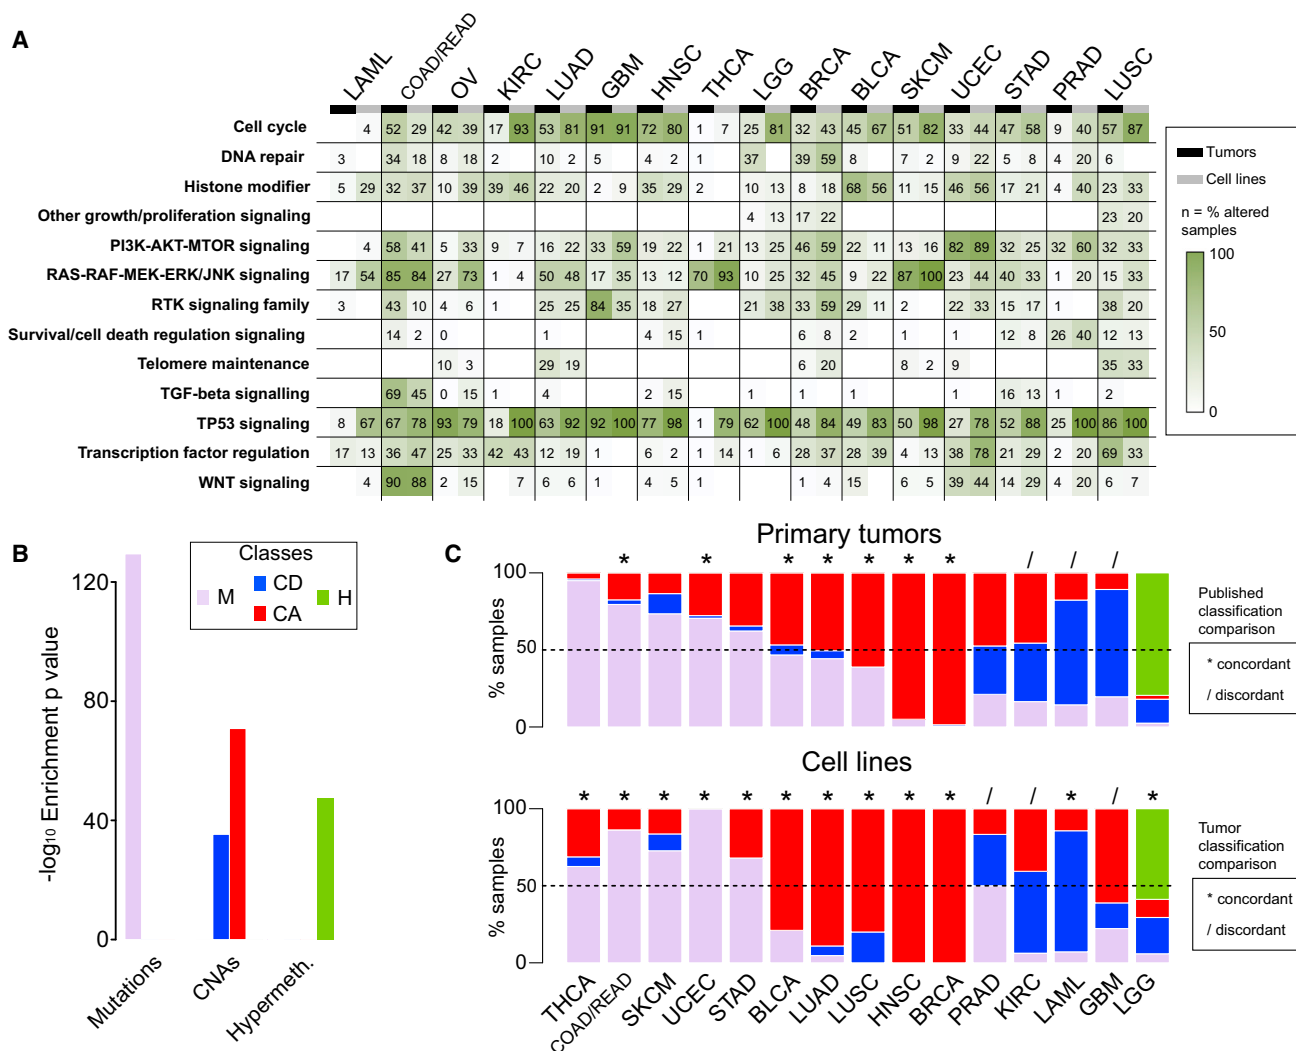 A
LAML COAD/READ OV KIRC LUAD GBM HNSC THCA LGG BRCA BLCA SKCM UCEC STAD PRAD LUSC
Cell cycle 4 52 29 42 39 17 93 53 81 91 91 72 80 1 7 25 81 32 43 45 67 51 82 33 44 47 58 9 40 57 87
DNA repair 3 34 18 8 18 2 10 2 5 4 2 1 37 39 59 8 7 2 9 22 5 8 4 20 6
Histone modifier 5 29 32 37 10 39 39 46 22 20 2 9 35 29 2 10 13 8 18 68 56 11 15 46 56 17 21 4 40 23 33
Other growth/proliferation signaling 4 13 17 22 23 20
PI3K-AKT-MTOR signaling 4 58 41 5 33 9 7 16 22 33 59 19 22 1 21 13 25 46 59 22 11 13 16 82 89 32 25 32 60 32 33
RAS-RAF-MEK-ERK/JNK signaling 17 54 85 84 27 73 1 4 50 48 17 35 13 12 70 93 10 25 32 45 9 22 87 100 23 44 40 33 1 20 15 33
RTK signaling family 3 43 10 4 6 1 25 25 84 35 18 27 21 38 33 59 29 11 2 22 33 15 17 1 38 20
Survival/cell death regulation signaling 14 2 0 1 4 15 1 6 8 2 1 1 12 8 26 40 12 13
Telomere maintenance 10 3 29 19 6 20 8 2 9 35 33
TGF-beta signalling 69 45 0 15 1 4 2 15 1 1 1 1 16 13 1 2
TP53 signaling 8 67 67 78 93 79 18 100 63 92 92 100 77 98 1 79 62 100 48 84 49 83 50 98 27 78 52 88 25 100 86 100
Transcription factor regulation 17 13 36 47 25 33 42 43 12 19 1 6 2 1 14 1 6 28 37 28 39 4 13 38 78 21 29 2 20 69 33
WNT signaling 4 90 88 2 15 7 6 6 1 4 5 1 1 4 15 6 5 39 44 14 29 4 20 6 7
Tumors
Cell lines
n = % altered
samples
100
50
0
B
Classes
M
CD
CA
H
-log10 Enrichment p value
120
80
40
0
Mutations
CNAs
Hypermeth.
C
Primary tumors
* * * * * * * / / /
% samples
100
50
0
Published
classification
comparison
* concordant
/ discordant
Cell lines
* * * * * * * * * * / / * / *
% samples
100
50
0
Tumor
classification
comparison
* concordant
/ discordant
THCA COAD/READ SKCM UCEC STAD BLCA LUAD LUSC HNSC BRCA PRAD KIRC LAML GBM LGG